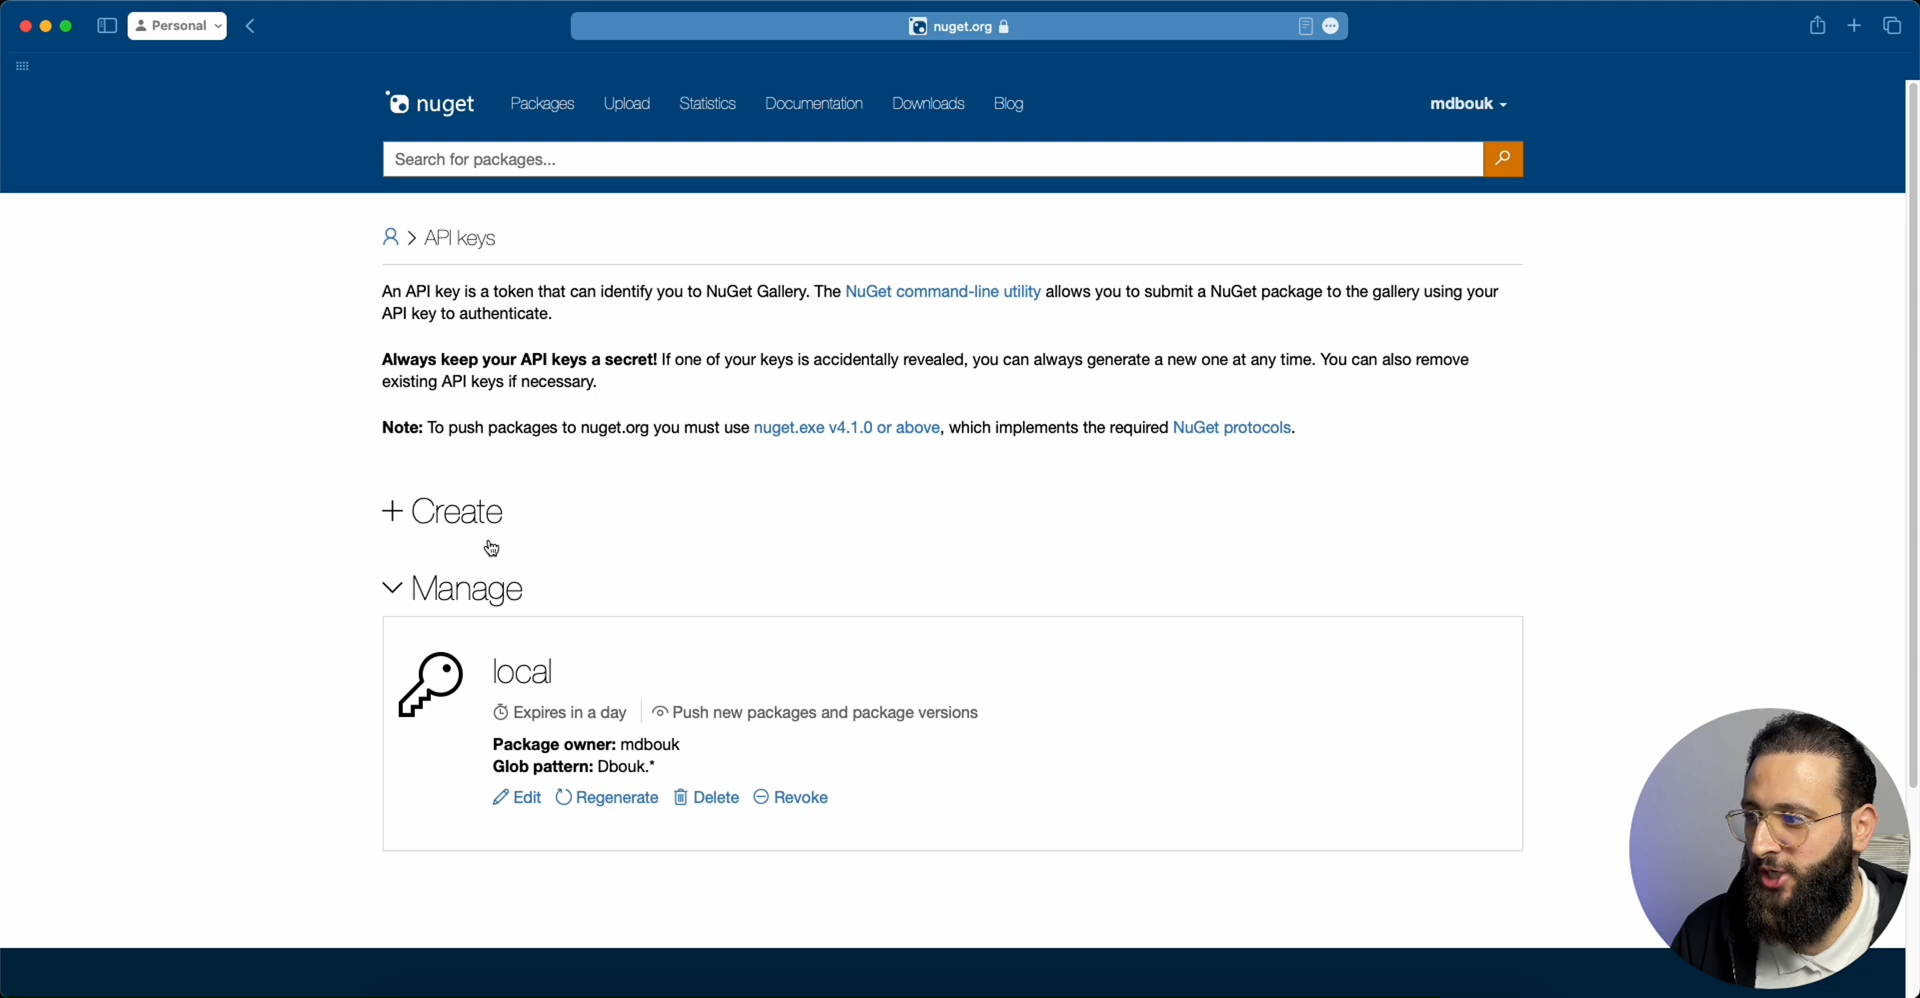 Personal
nuget.org
nuget
Packages
Upload
Statistics
Documentation
Downloads
Blog
mdbouk
Search for packages...
API keys
An API key is a token that can identify you to NuGet Gallery. The NuGet command-line utility allows you to submit a NuGet package to the gallery using your
API key to authenticate.
Always keep your API keys a secret! If one of your keys is accidentally revealed, you can always generate a new one at any time. You can also remove
existing API keys if necessary.
Note: To push packages to nuget.org you must use nuget.exe v4.1.0 or above, which implements the required NuGet protocols.
+ Create
Manage
local
Expires in a day
Push new packages and package versions
Package owner: mdbouk
Glob pattern: Dbouk.*
Edit
Regenerate
Delete
Revoke